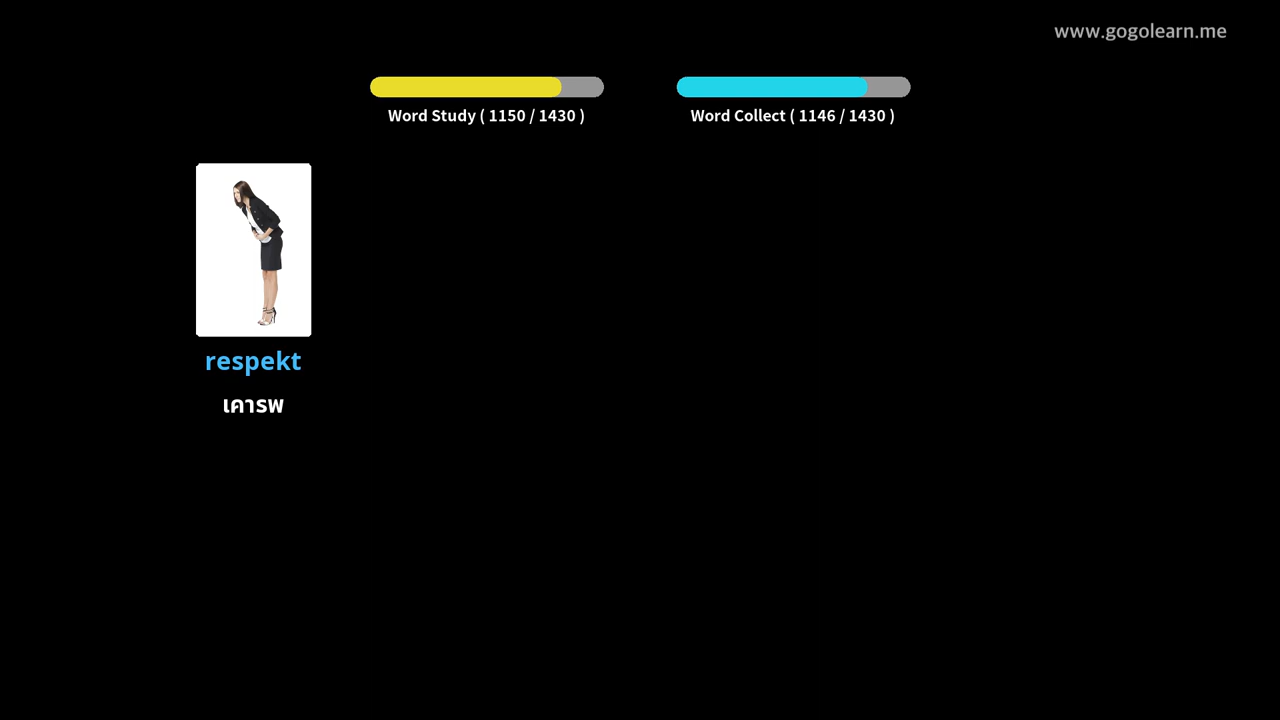 www.gogolearn.me
Word Study ( 1150 / 1430 )
Word Collect ( 1146 / 1430 )
respekt
เคารพ